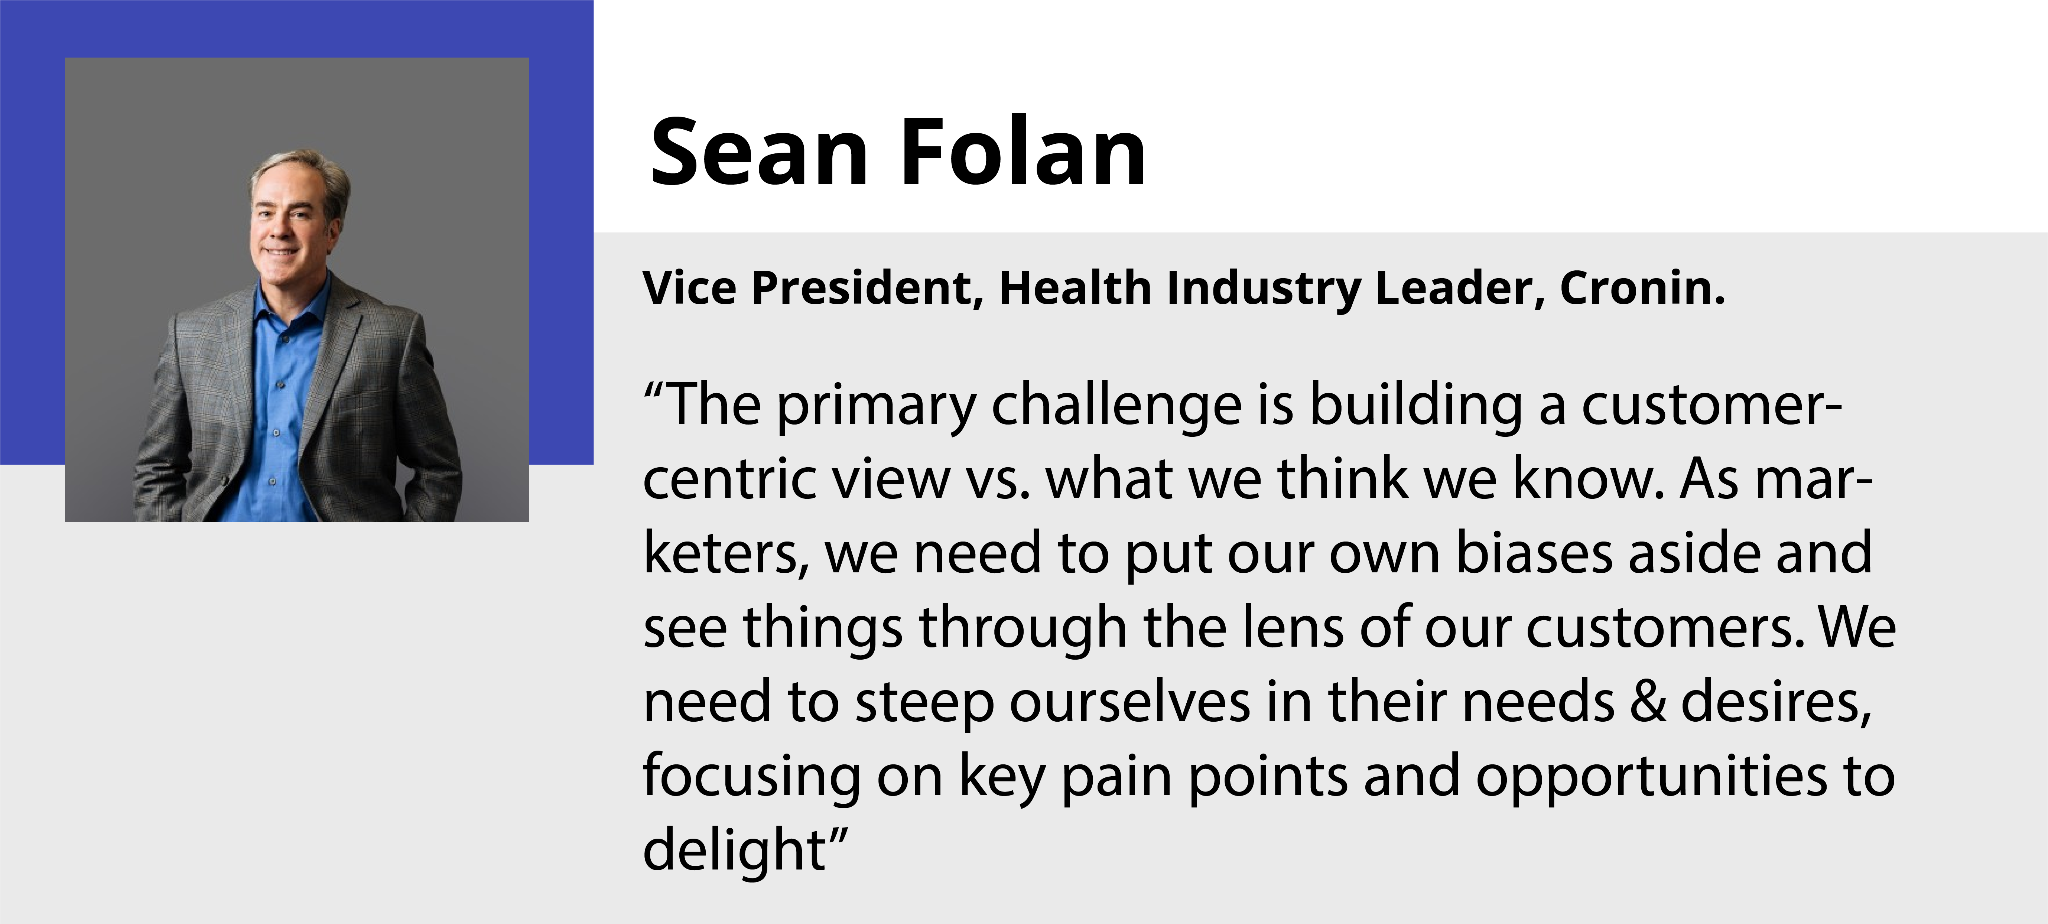 Sean Folan
Vice President, Health Industry Leader, Cronin.
“The primary challenge is building a customer-
centric view vs. what we think we know. As mar-
keters, we need to put our own biases aside and
see things through the lens of our customers. We
need to steep ourselves in their needs & desires,
focusing on key pain points and opportunities to
delight”